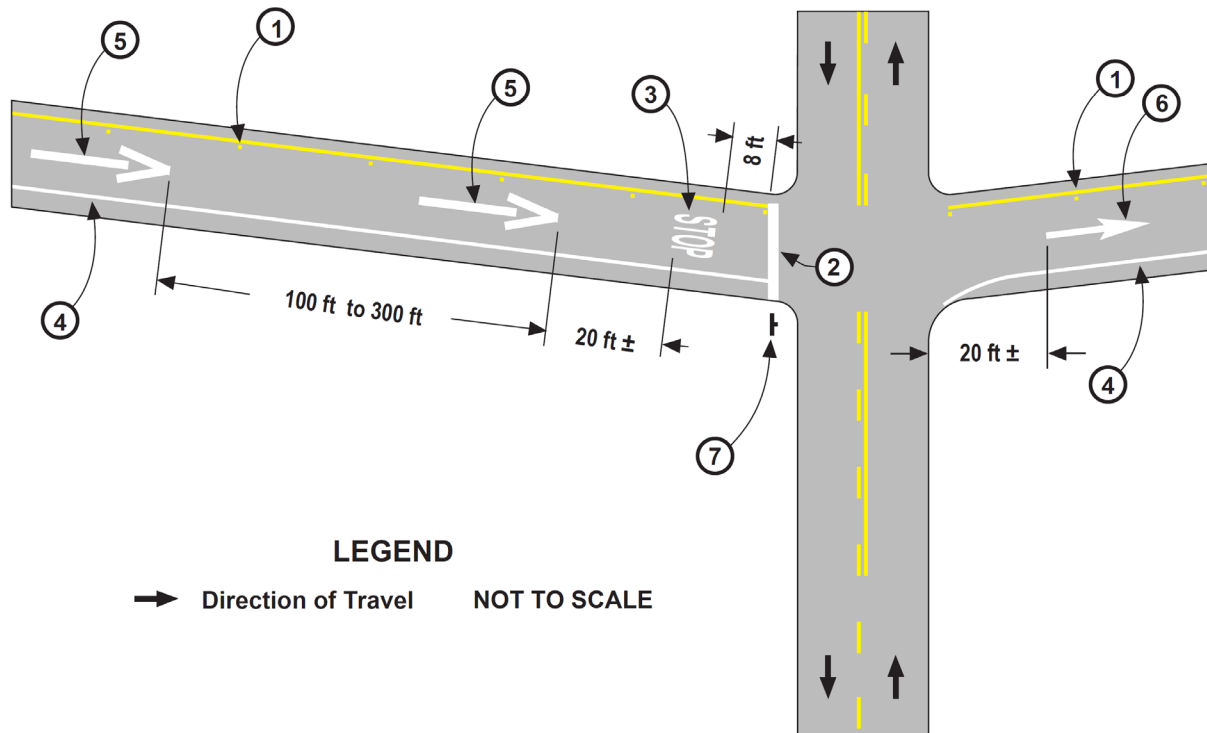 5
1
5
3
8 ft
1
6
STOP
2
4
100 ft to 300 ft
20 ft ±
20 ft ±
4
7
LEGEND
Direction of Travel
NOT TO SCALE